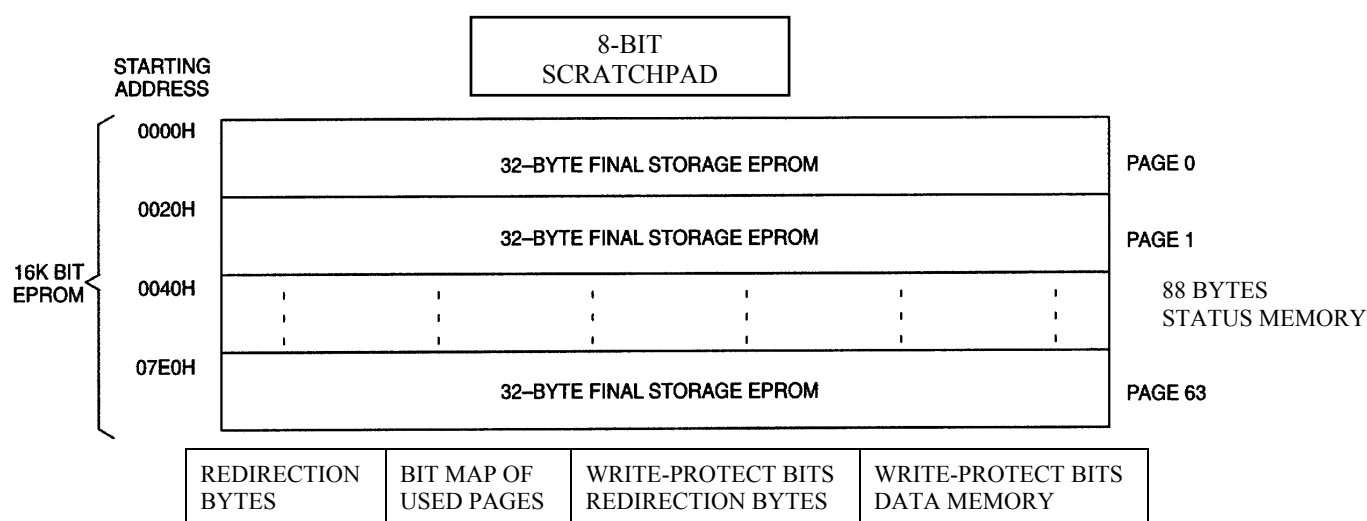 8-BIT
SCRATCHPAD
STARTING
ADDRESS
0000H
32–BYTE FINAL STORAGE EPROM
PAGE 0
0020H
32–BYTE FINAL STORAGE EPROM
PAGE 1
16K BIT
EPROM
0040H
88 BYTES
STATUS MEMORY
07E0H
32–BYTE FINAL STORAGE EPROM
PAGE 63
REDIRECTION
BYTES
BIT MAP OF
USED PAGES
WRITE-PROTECT BITS
REDIRECTION BYTES
WRITE-PROTECT BITS
DATA MEMORY